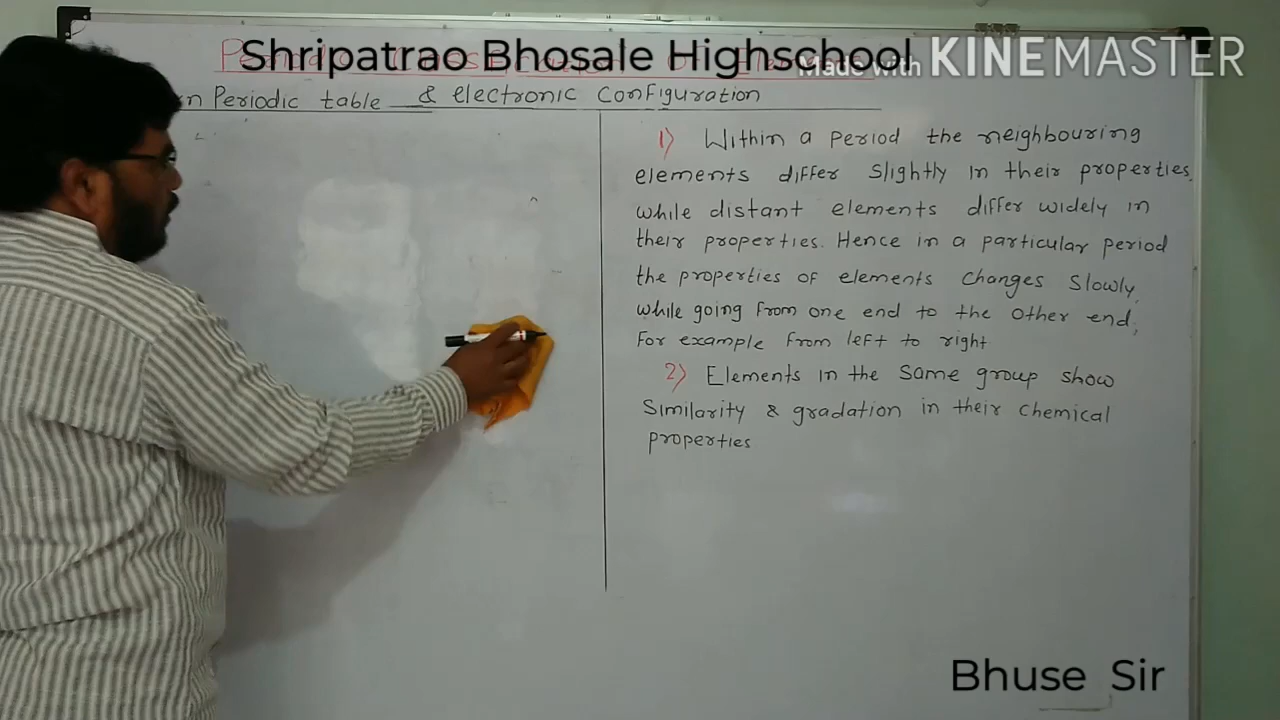 Shripatrao Bhosale Highschool
Made with KINEMASTER
n Periodic table & electronic configuration
1) Within a period the neighbouring
elements differ slightly in their properties,
while distant elements differ widely in
their properties. Hence in a particular period
the properties of elements changes slowly,
while going from one end to the other end,
For example from left to right
2) Elements in the same group show
similarity & gradation in their chemical
properties
Bhuse Sir